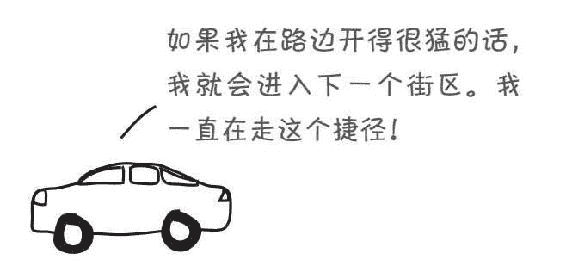 如果我在路边开得很猛的话，
我就会进入下一个街区。我
一直在走这个捷径！